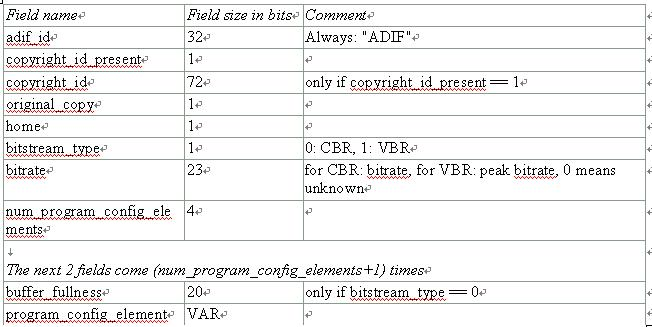 Field name Field size in bits Comment
adif_id 32 Always: "ADIF"
copyright_id_present 1
copyright_id 72 only if copyright_id_present == 1
original_copy 1
home 1
bitstream_type 1 0: CBR, 1: VBR
bitrate 23 for CBR: bitrate, for VBR: peak bitrate, 0 means
unknown
num_program_config_ele 4
ments
The next 2 fields come (num_program_config_elements+1) times
buffer_fullness 20 only if bitstream_type == 0
program_config_element VAR